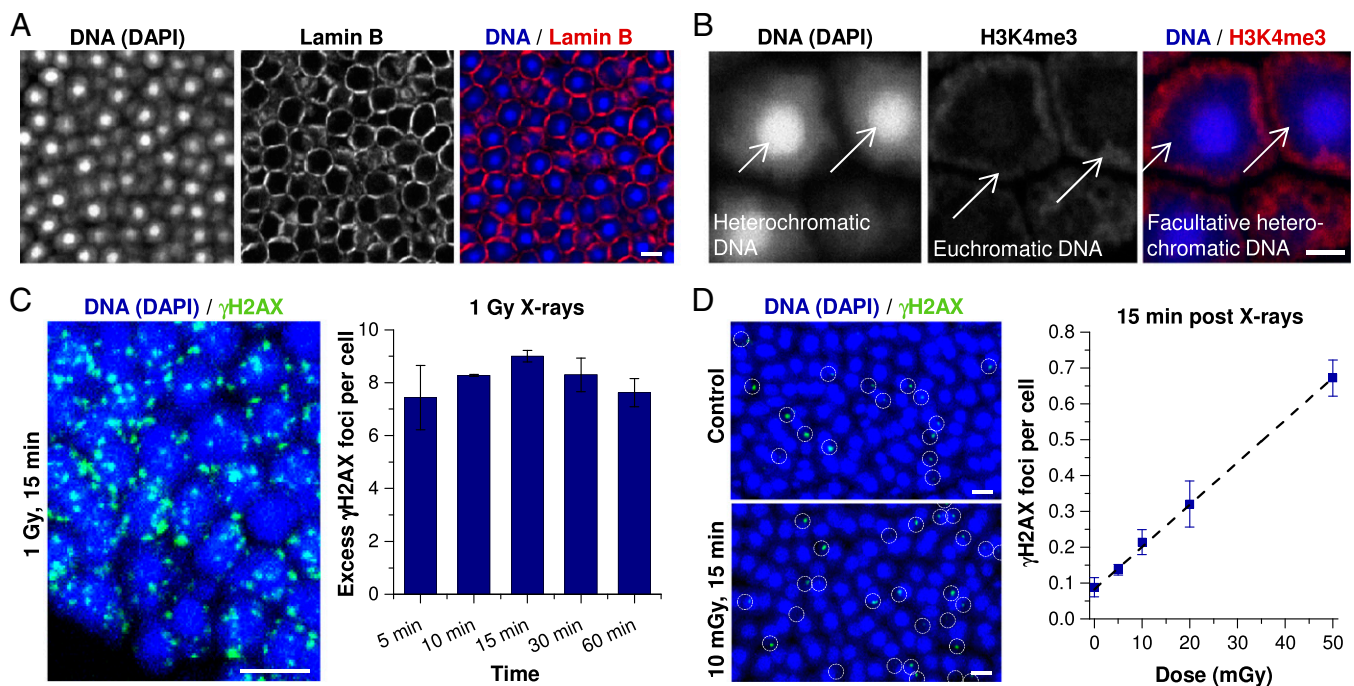 A
DNA (DAPI)
Lamin B
DNA / Lamin B
B
DNA (DAPI)
H3K4me3
DNA / H3K4me3
Heterochromatic
DNA
Euchromatic DNA
Facultative hetero-
chromatic DNA
C
DNA (DAPI) / γH2AX
1 Gy, 15 min
1 Gy X-rays
Excess γH2AX foci per cell
10
8
6
4
2
0
5 min
10 min
15 min
30 min
60 min
Time
D
DNA (DAPI) / γH2AX
Control
10 mGy, 15 min
15 min post X-rays
γH2AX foci per cell
0.8
0.7
0.6
0.5
0.4
0.3
0.2
0.1
0.0
0
10
20
30
40
50
Dose (mGy)